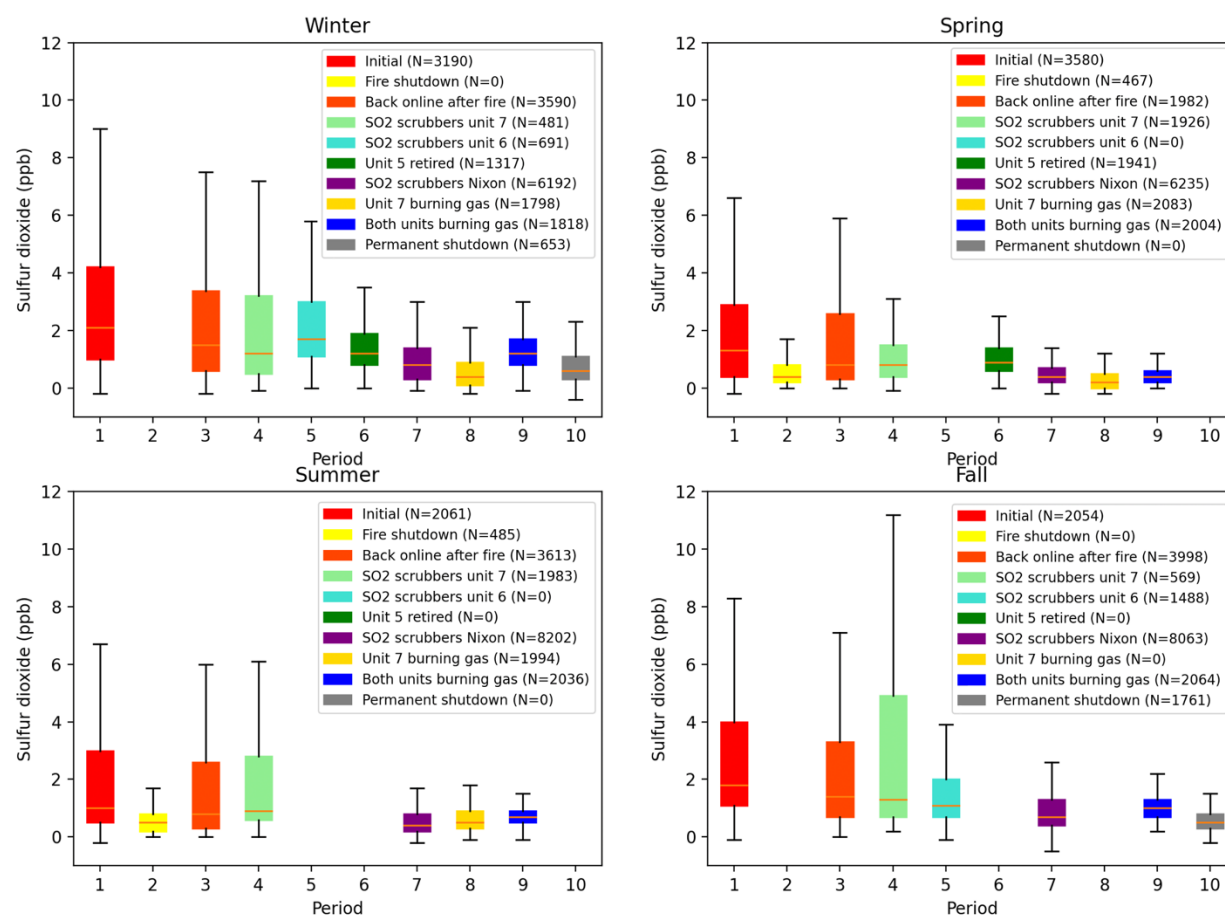 Winter
Sulfur dioxide (ppb)
12
10
8
6
4
2
0
Initial (N=3190)
Fire shutdown (N=0)
Back online after fire (N=3590)
SO2 scrubbers unit 7 (N=481)
SO2 scrubbers unit 6 (N=691)
Unit 5 retired (N=1317)
SO2 scrubbers Nixon (N=6192)
Unit 7 burning gas (N=1798)
Both units burning gas (N=1818)
Permanent shutdown (N=653)
1 2 3 4 5 6 7 8 9 10
Period
Spring
Sulfur dioxide (ppb)
12
10
8
6
4
2
0
Initial (N=3580)
Fire shutdown (N=467)
Back online after fire (N=1982)
SO2 scrubbers unit 7 (N=1926)
SO2 scrubbers unit 6 (N=0)
Unit 5 retired (N=1941)
SO2 scrubbers Nixon (N=6235)
Unit 7 burning gas (N=2083)
Both units burning gas (N=2004)
Permanent shutdown (N=0)
1 2 3 4 5 6 7 8 9 10
Period
Summer
Sulfur dioxide (ppb)
12
10
8
6
4
2
0
Initial (N=2061)
Fire shutdown (N=485)
Back online after fire (N=3613)
SO2 scrubbers unit 7 (N=1983)
SO2 scrubbers unit 6 (N=0)
Unit 5 retired (N=0)
SO2 scrubbers Nixon (N=8202)
Unit 7 burning gas (N=1994)
Both units burning gas (N=2036)
Permanent shutdown (N=0)
1 2 3 4 5 6 7 8 9 10
Period
Fall
Sulfur dioxide (ppb)
12
10
8
6
4
2
0
Initial (N=2054)
Fire shutdown (N=0)
Back online after fire (N=3998)
SO2 scrubbers unit 7 (N=569)
SO2 scrubbers unit 6 (N=1488)
Unit 5 retired (N=0)
SO2 scrubbers Nixon (N=8063)
Unit 7 burning gas (N=0)
Both units burning gas (N=2064)
Permanent shutdown (N=1761)
1 2 3 4 5 6 7 8 9 10
Period